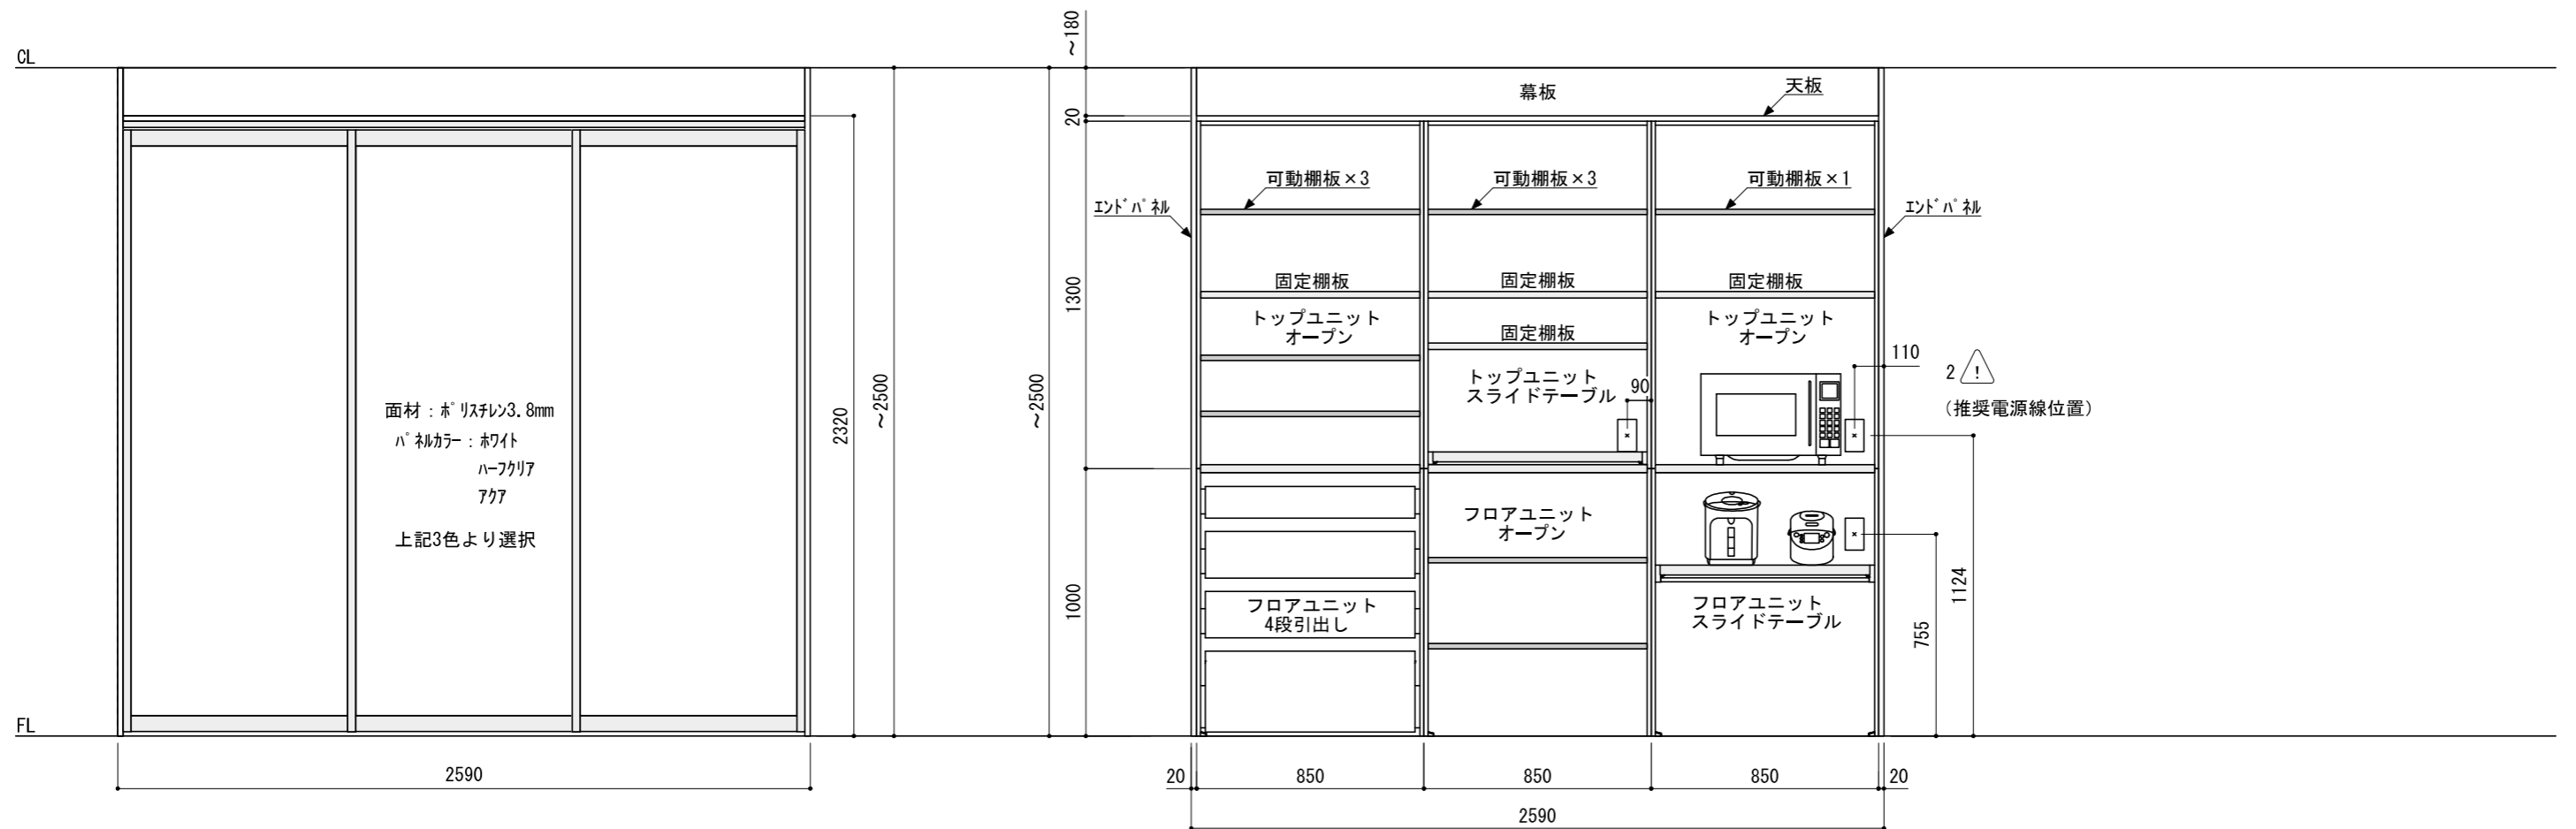 CL
FL
面材：ﾎﾟﾘｽﾁﾚﾝ3.8mm
ﾊﾟﾈﾙｶﾗｰ：ﾎﾜｲﾄ
ﾊｰﾌｸﾘｱ
ｱｸｱ
上記3色より選択
2590
2320
～2500
～2500
～180
20
1300
1000
幕板
天板
可動棚板×3
可動棚板×3
可動棚板×1
ｴﾝﾄﾞﾊﾟﾈﾙ
ｴﾝﾄﾞﾊﾟﾈﾙ
固定棚板
固定棚板
固定棚板
トップユニット
オープン
固定棚板
トップユニット
オープン
トップユニット
スライドテーブル
90
110
2 !
（推奨電源線位置）
フロアユニット
オープン
フロアユニット
4段引出し
フロアユニット
スライドテーブル
755
1124
20
850
850
850
20
2590